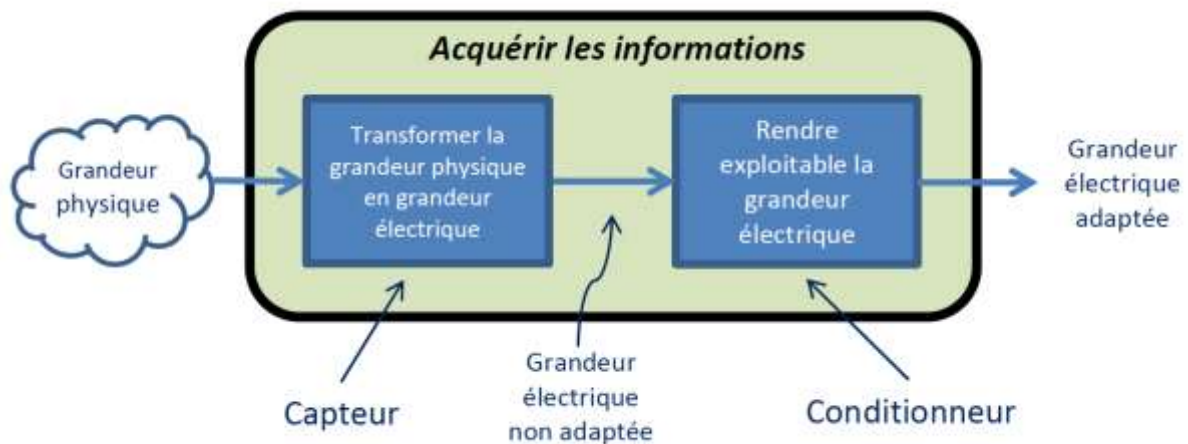 Acquérir les informations
Grandeur
physique
Transformer la
grandeur physique
en grandeur
électrique
Rendre
exploitable la
grandeur
électrique
Grandeur
électrique
adaptée
Capteur
Grandeur
électrique
non adaptée
Conditionneur